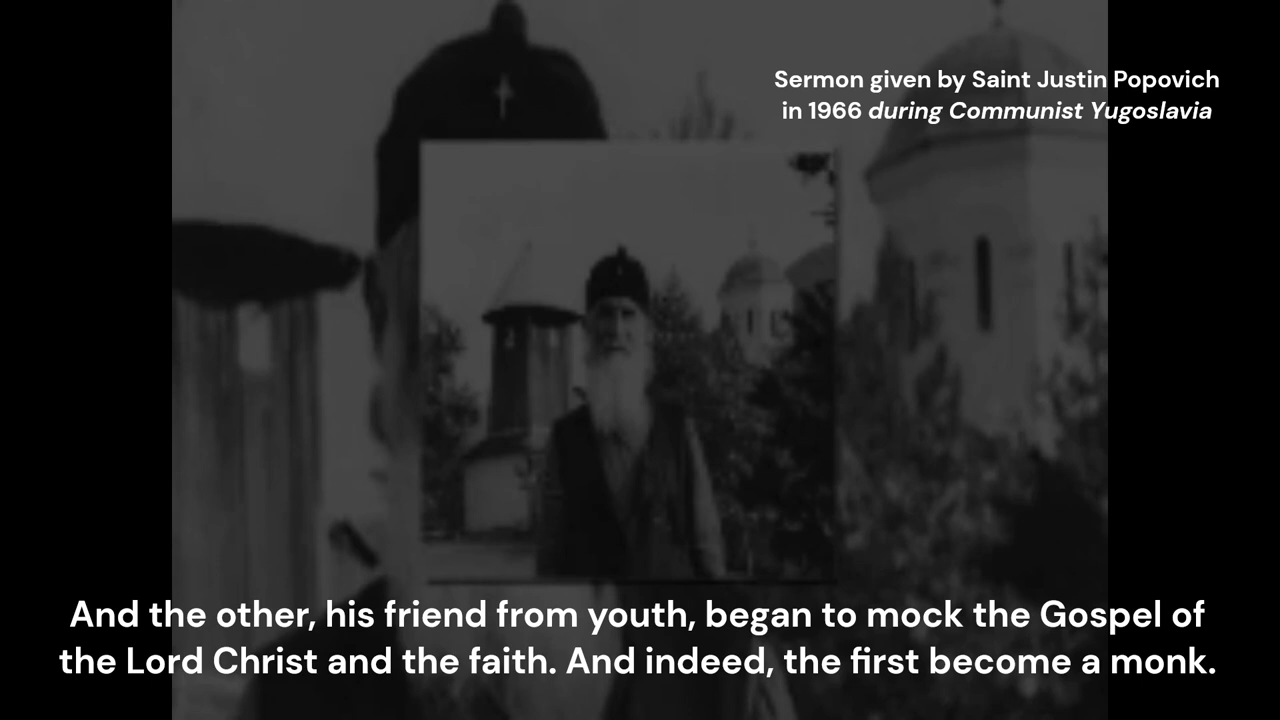 Sermon given by Saint Justin Popovich
in 1966 during Communist Yugoslavia
And the other, his friend from youth, began to mock the Gospel of
the Lord Christ and the faith. And indeed, the first become a monk.